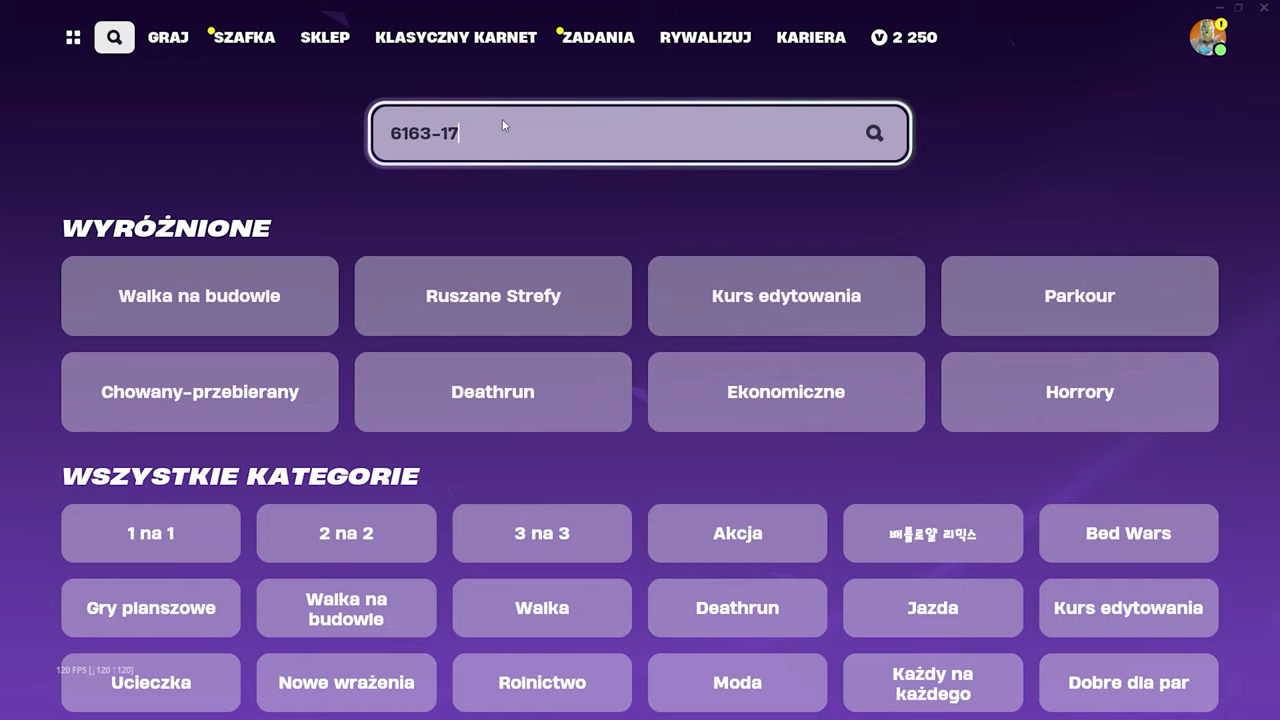 GRAJ SZAFKA SKLEP KLASYCZNY KARNET ZADANIA RYWALIZUJ KARIERA V 2 250
6163-17
WYRÓŻNIONE
Walka na budowie Ruszane Strefy Kurs edytowania Parkour
Chowany-przebierany Deathrun Ekonomiczne Horrory
WSZYSTKIE KATEGORIE
1 na 1 2 na 2 3 na 3 Akcja 배틀로얄 리믹스 Bed Wars
Gry planszowe Walka na budowie Walka Deathrun Jazda Kurs edytowania
120 FPS [↓120 ↑120]
Ucieczka Nowe wrażenia Rolnictwo Moda Każdy na każdego Dobre dla par